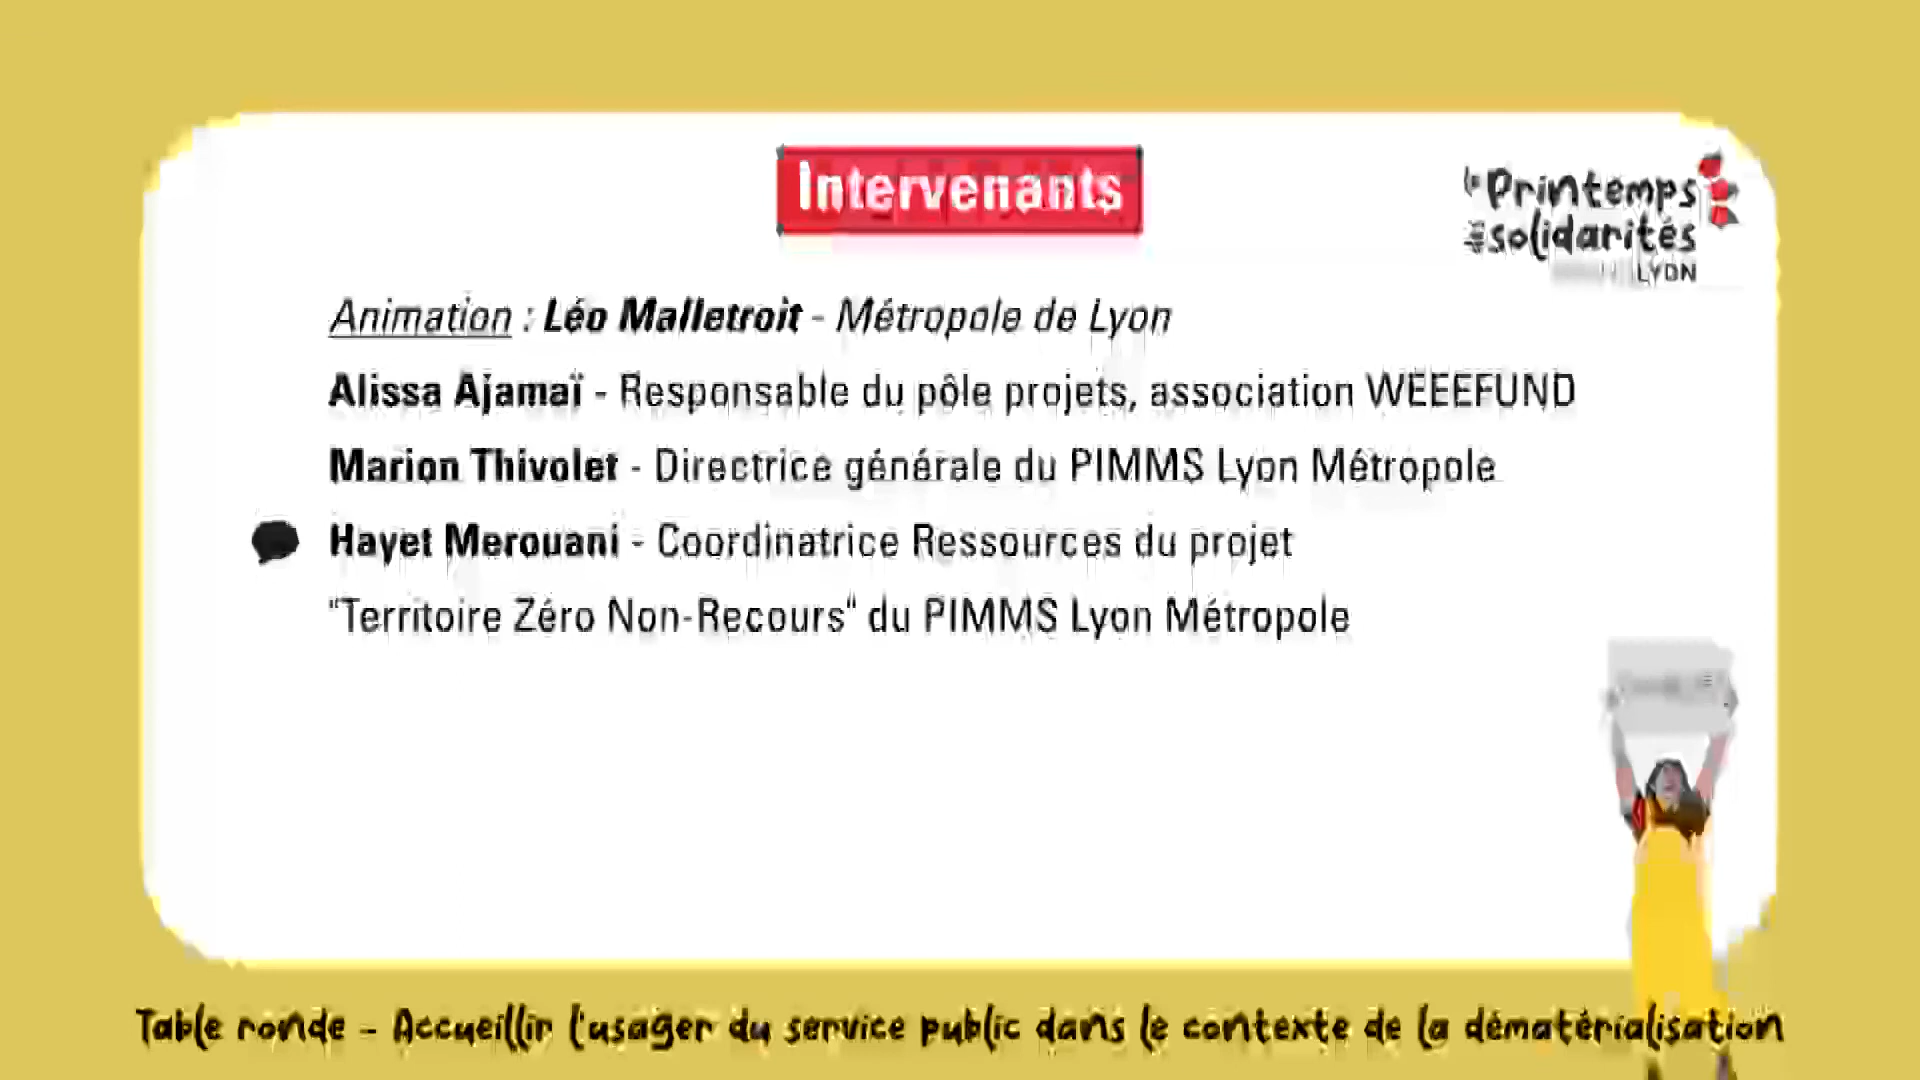 Intervenants
le Printemps
des solidarités
LYON
Animation : Léo Malletroit - Métropole de Lyon
Alissa Ajamaï - Responsable du pôle projets, association WEEEFUND
Marion Thivolet - Directrice générale du PIMMS Lyon Métropole
Hayet Merouani - Coordinatrice Ressources du projet
"Territoire Zéro Non-Recours" du PIMMS Lyon Métropole
Table ronde - Accueillir l'usager du service public dans le contexte de la dématérialisation